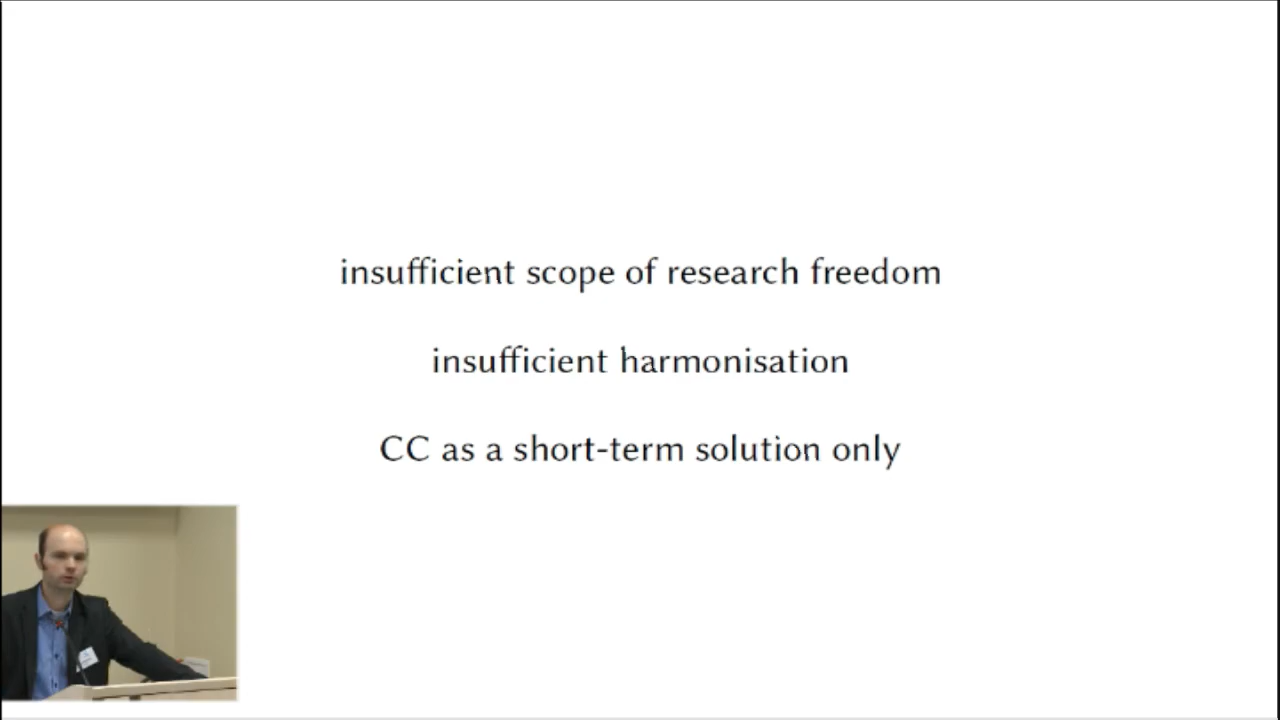 insufficient scope of research freedom
insufficient harmonisation
CC as a short-term solution only